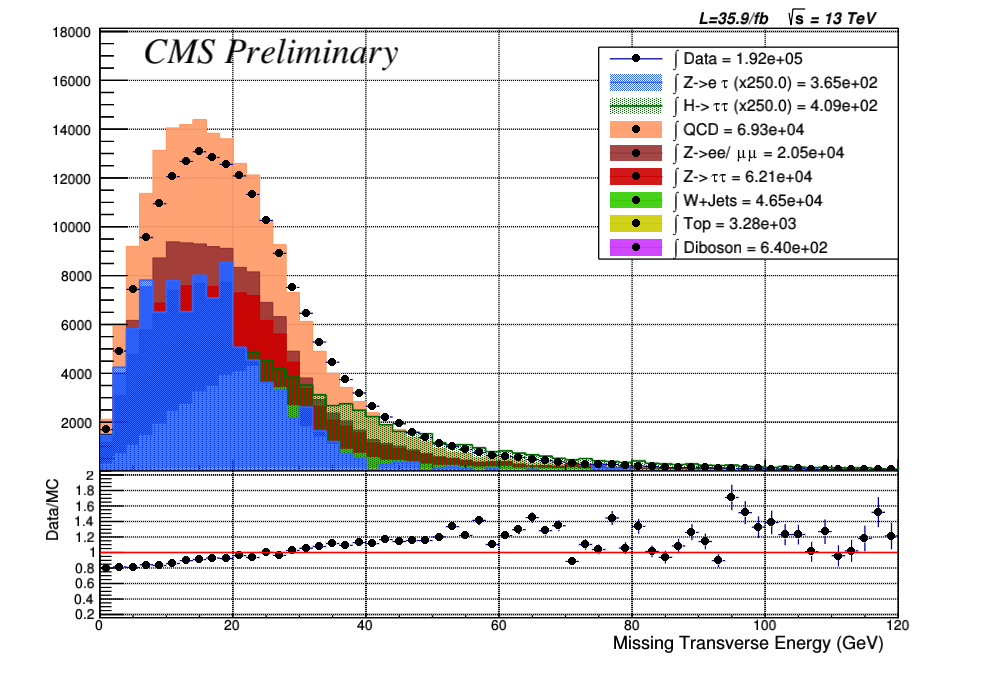 L=35.9/fb √s = 13 TeV
CMS Preliminary
18000
16000
14000
12000
10000
8000
6000
4000
2000
∫ Data = 1.92e+05
∫ Z->e τ (x250.0) = 3.65e+02
∫ H-> ττ (x250.0) = 4.09e+02
∫ QCD = 6.93e+04
∫ Z->ee/ μμ = 2.05e+04
∫ Z-> ττ = 6.21e+04
∫ W+Jets = 4.65e+04
∫ Top = 3.28e+03
∫ Diboson = 6.40e+02
Data/MC
2
1.8
1.6
1.4
1.2
1
0.8
0.6
0.4
0.2
0 20 40 60 80 100 120
Missing Transverse Energy (GeV)